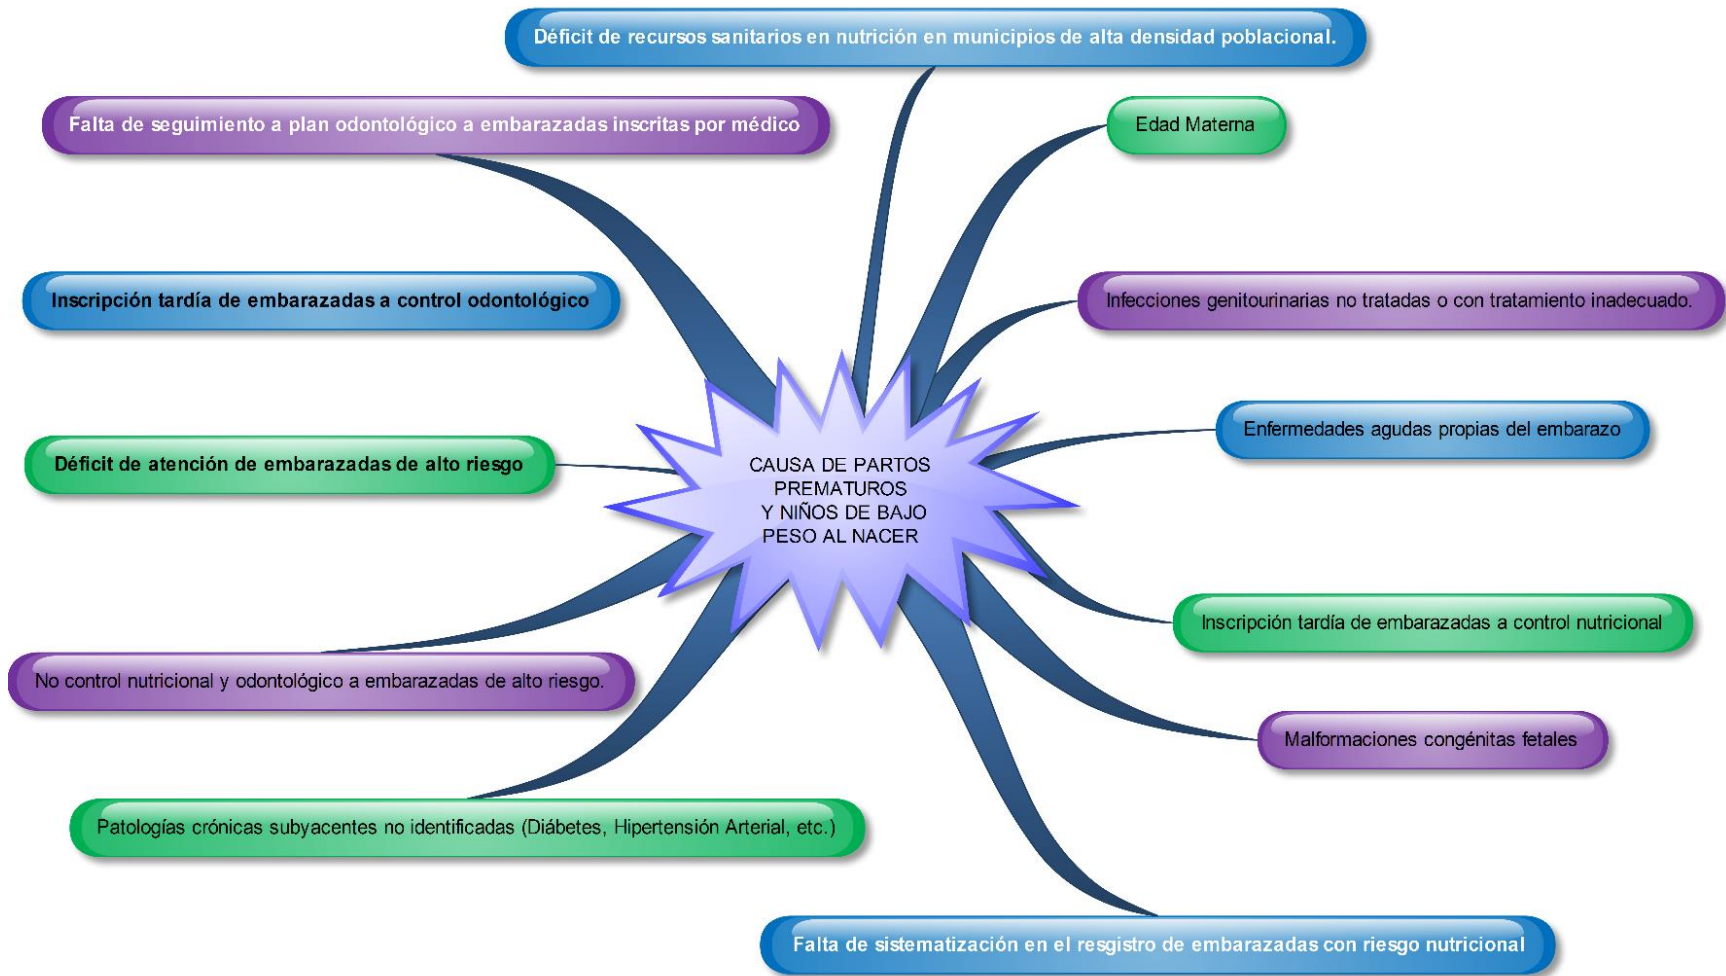 Déficit de recursos sanitarios en nutrición en municipios de alta densidad poblacional.
Falta de seguimiento a plan odontológico a embarazadas inscritas por médico
Edad Materna
Inscripción tardía de embarazadas a control odontológico
Infecciones genitourinarias no tratadas o con tratamiento inadecuado.
Enfermedades agudas propias del embarazo
Déficit de atención de embarazadas de alto riesgo
CAUSA DE PARTOS
PREMATUROS
Y NIÑOS DE BAJO
PESO AL NACER
Inscripción tardía de embarazadas a control nutricional
No control nutricional y odontológico a embarazadas de alto riesgo.
Malformaciones congénitas fetales
Patologías crónicas subyacentes no identificadas (Diábetes, Hipertensión Arterial, etc.)
Falta de sistematización en el resgistro de embarazadas con riesgo nutricional